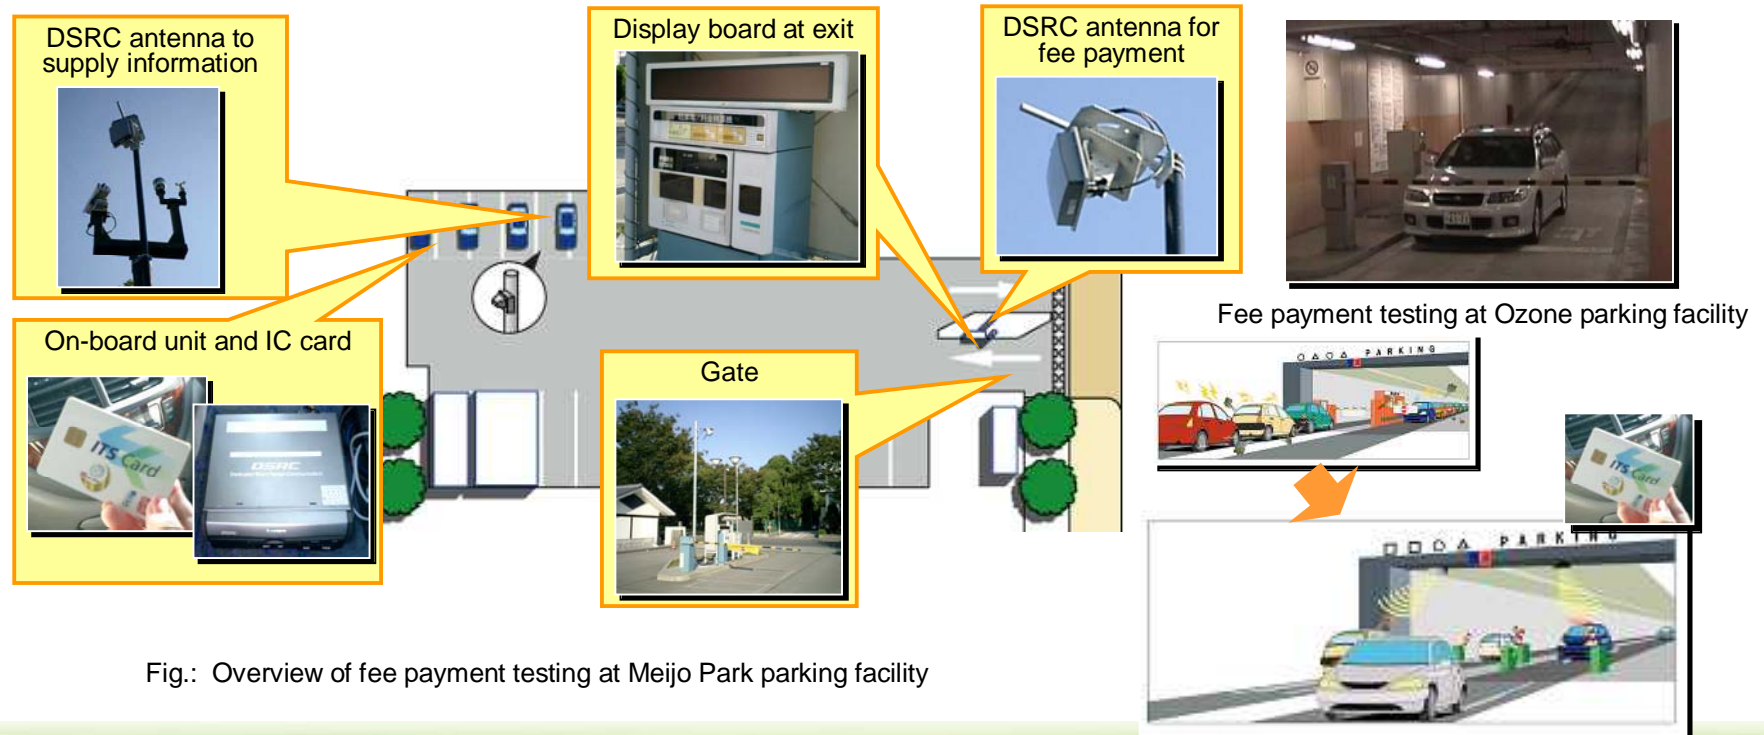 DSRC antenna to
supply information
Display board at exit
DSRC antenna for
fee payment
On-board unit and IC card
ITS Card
DSRC
Gate
Fee payment testing at Ozone parking facility
PARKING
ITS Card
PARKING
Fig.: Overview of fee payment testing at Meijo Park parking facility